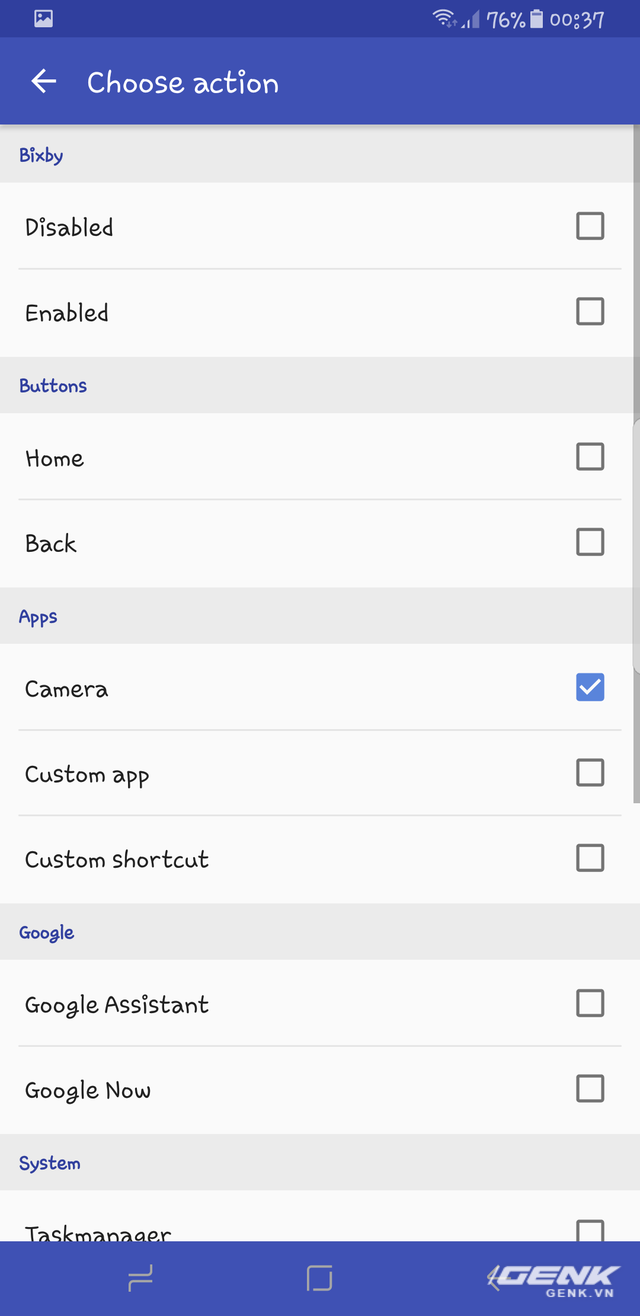 76% 00:37
Choose action
Bixby
Disabled
Enabled
Buttons
Home
Back
Apps
Camera
Custom app
Custom shortcut
Google
Google Assistant
Google Now
System
Taskmanager
GENK
GENK.VN